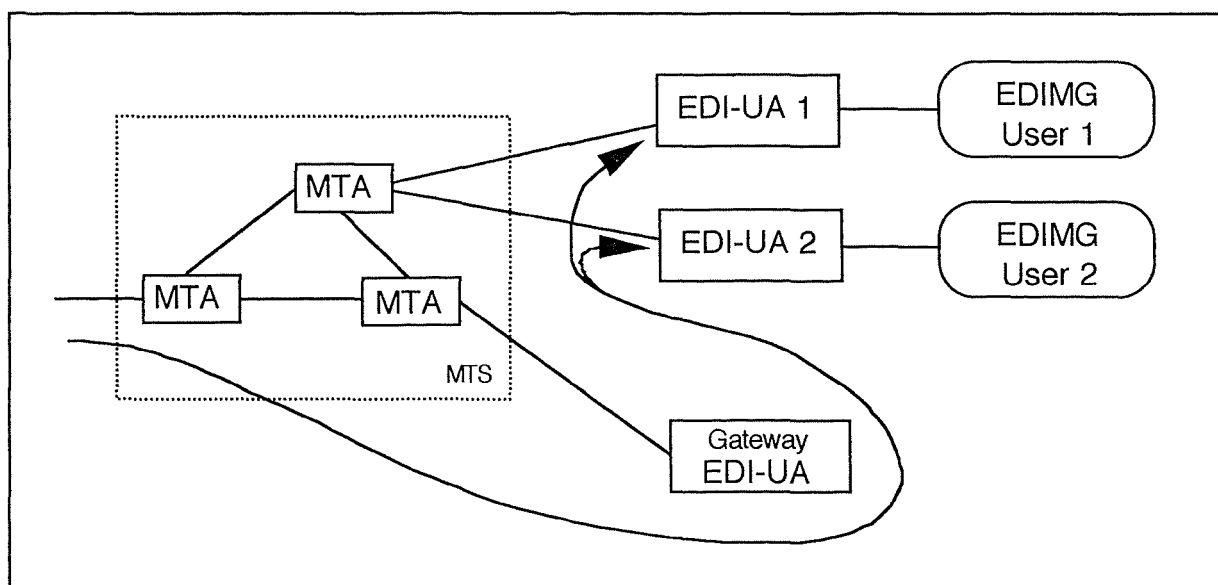 EDI-UA 1
EDIMG
User 1
MTA
EDI-UA 2
EDIMG
User 2
MTA
MTA
MTS
Gateway
EDI-UA